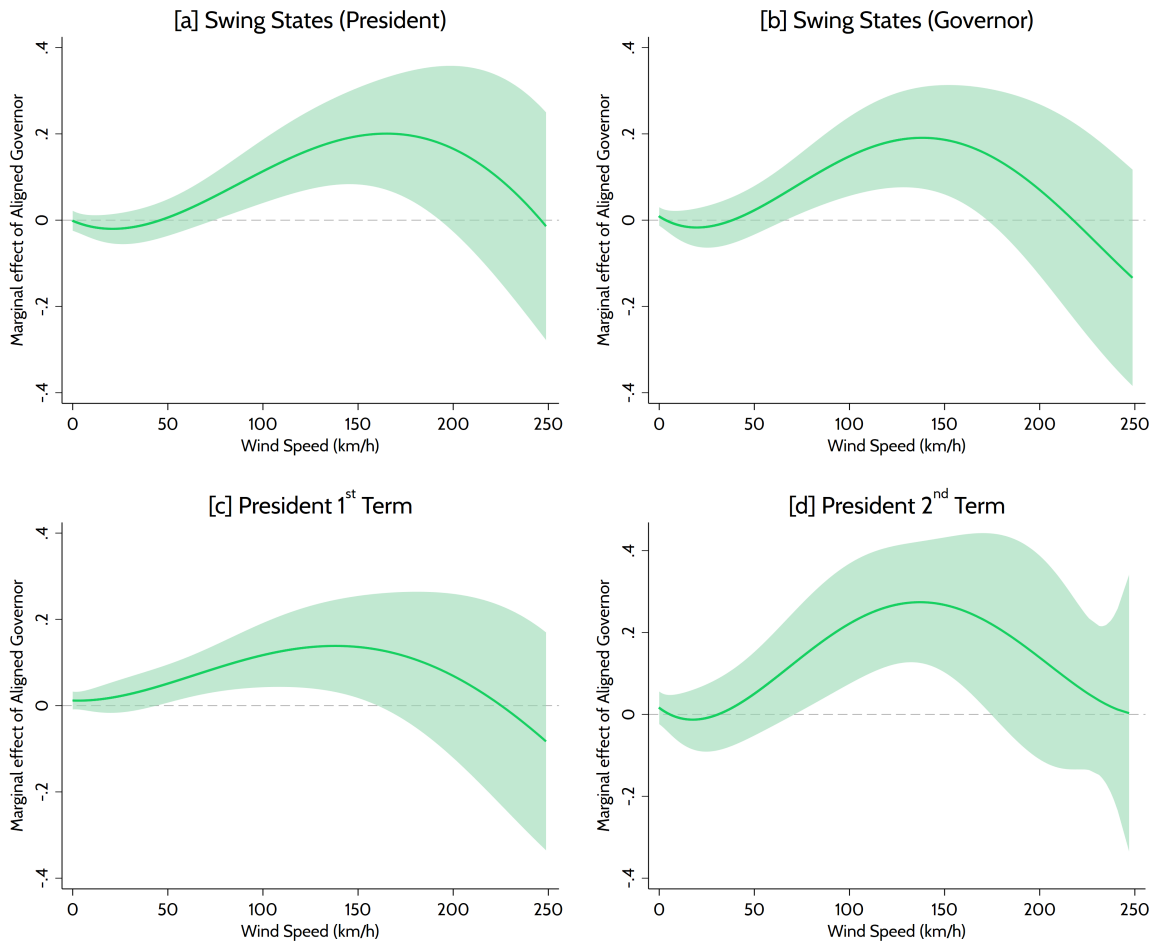 [a] Swing States (President)
Marginal effect of Aligned Governor
.4
.2
0
-.2
-.4
0 50 100 150 200 250
Wind Speed (km/h)
[b] Swing States (Governor)
Marginal effect of Aligned Governor
.4
.2
0
-.2
-.4
0 50 100 150 200 250
Wind Speed (km/h)
[c] President 1st Term
Marginal effect of Aligned Governor
.4
.2
0
-.2
-.4
0 50 100 150 200 250
Wind Speed (km/h)
[d] President 2nd Term
Marginal effect of Aligned Governor
.4
.2
0
-.2
-.4
0 50 100 150 200 250
Wind Speed (km/h)